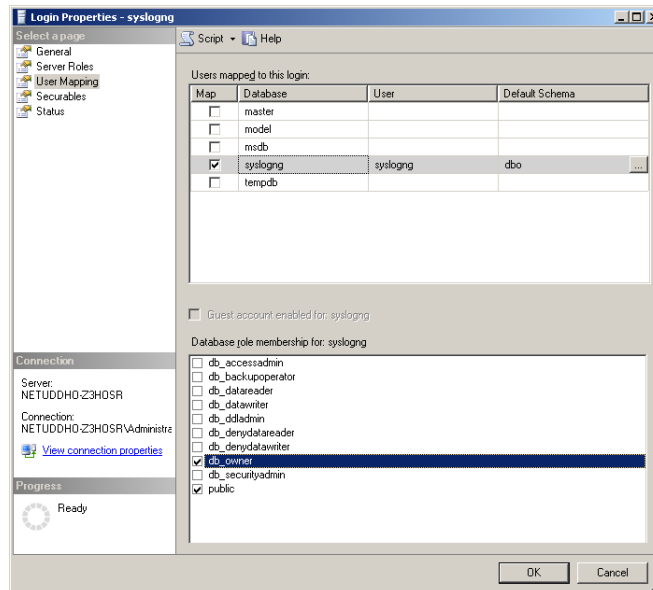 Login Properties - syslogng
Select a page
General
Server Roles
User Mapping
Securables
Status
Script Help
Users mapped to this login:
Map Database User Default Schema
master
model
msdb
syslogng syslogng dbo ...
tempdb
Guest account enabled for: syslogng
Database role membership for: syslogng
db_accessadmin
db_backupoperator
db_datareader
db_datawriter
db_ddladmin
db_denydatareader
db_denydatawriter
db_owner
db_securityadmin
public
Connection
Server:
NETUDDHO-Z3HOSR
Connection:
NETUDDHO-Z3HOSR\Administra
View connection properties
Progress
Ready
OK Cancel